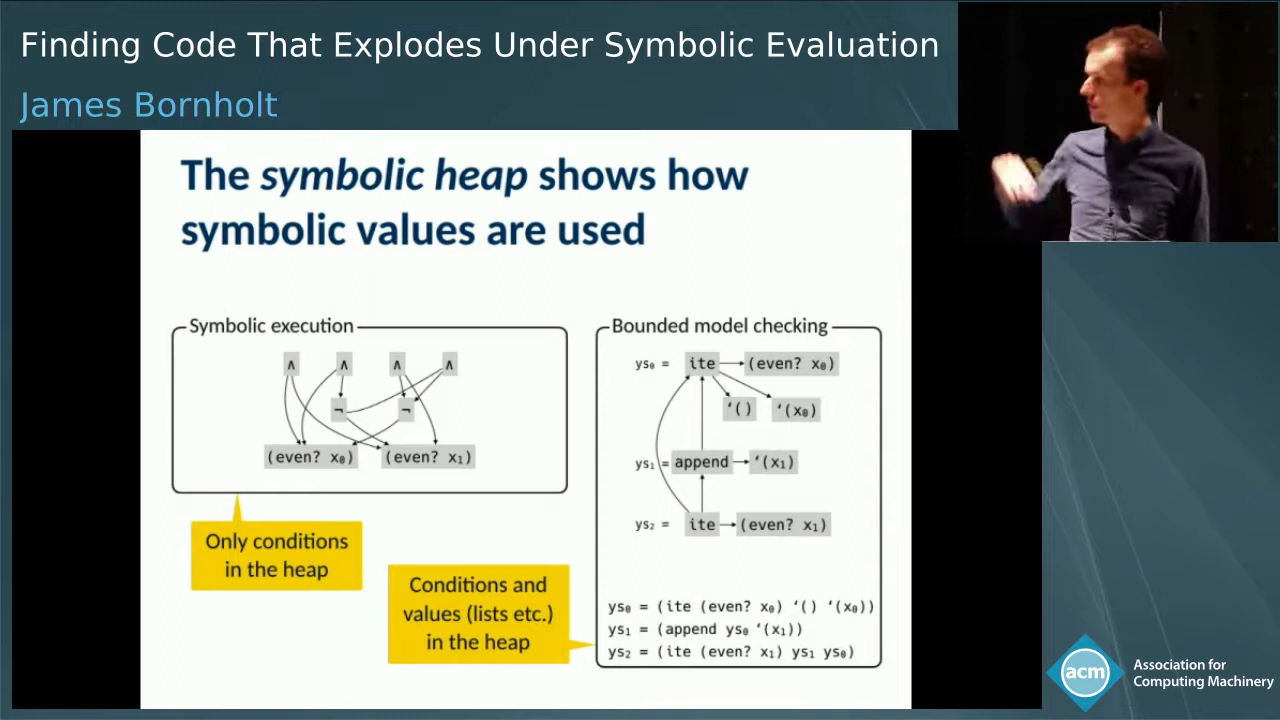 Finding Code That Explodes Under Symbolic Evaluation
James Bornholt
The symbolic heap shows how
symbolic values are used
Symbolic execution
∧ ∧ ∧ ∧
¬ ¬
(even? x₀) (even? x₁)
Only conditions
in the heap
Conditions and
values (lists etc.)
in the heap
Bounded model checking
ys₀ = ite (even? x₀)
‘() ‘(x₀)
ys₁ = append ‘(x₁)
ys₂ = ite (even? x₁)
ys₀ = (ite (even? x₀) ‘() ‘(x₀))
ys₁ = (append ys₀ ‘(x₁))
ys₂ = (ite (even? x₁) ys₁ ys₀)
acm
Association for
Computing Machinery